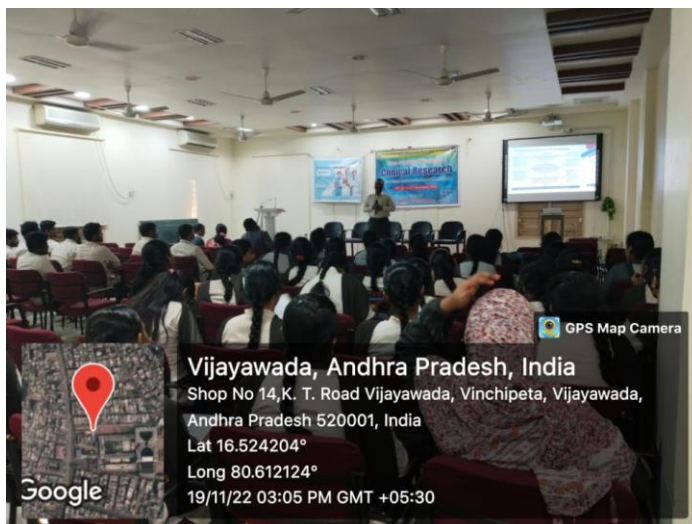 Clinical Research
GPS Map Camera
Vijayawada, Andhra Pradesh, India
Shop No 14,K. T. Road Vijayawada, Vinchipeta, Vijayawada,
Andhra Pradesh 520001, India
Lat 16.524204°
Long 80.612124°
19/11/22 03:05 PM GMT +05:30
Google